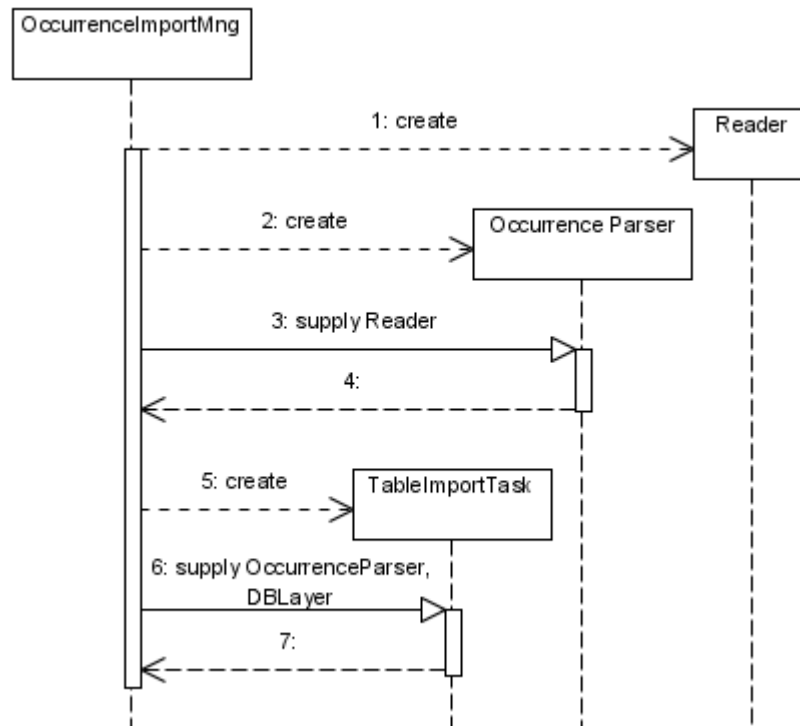 OccurrenceImportMng
1: create
Reader
2: create
Occurrence Parser
3: supply Reader
4:
5: create
TableImportTask
6: supply OccurrenceParser,
DBLayer
7: